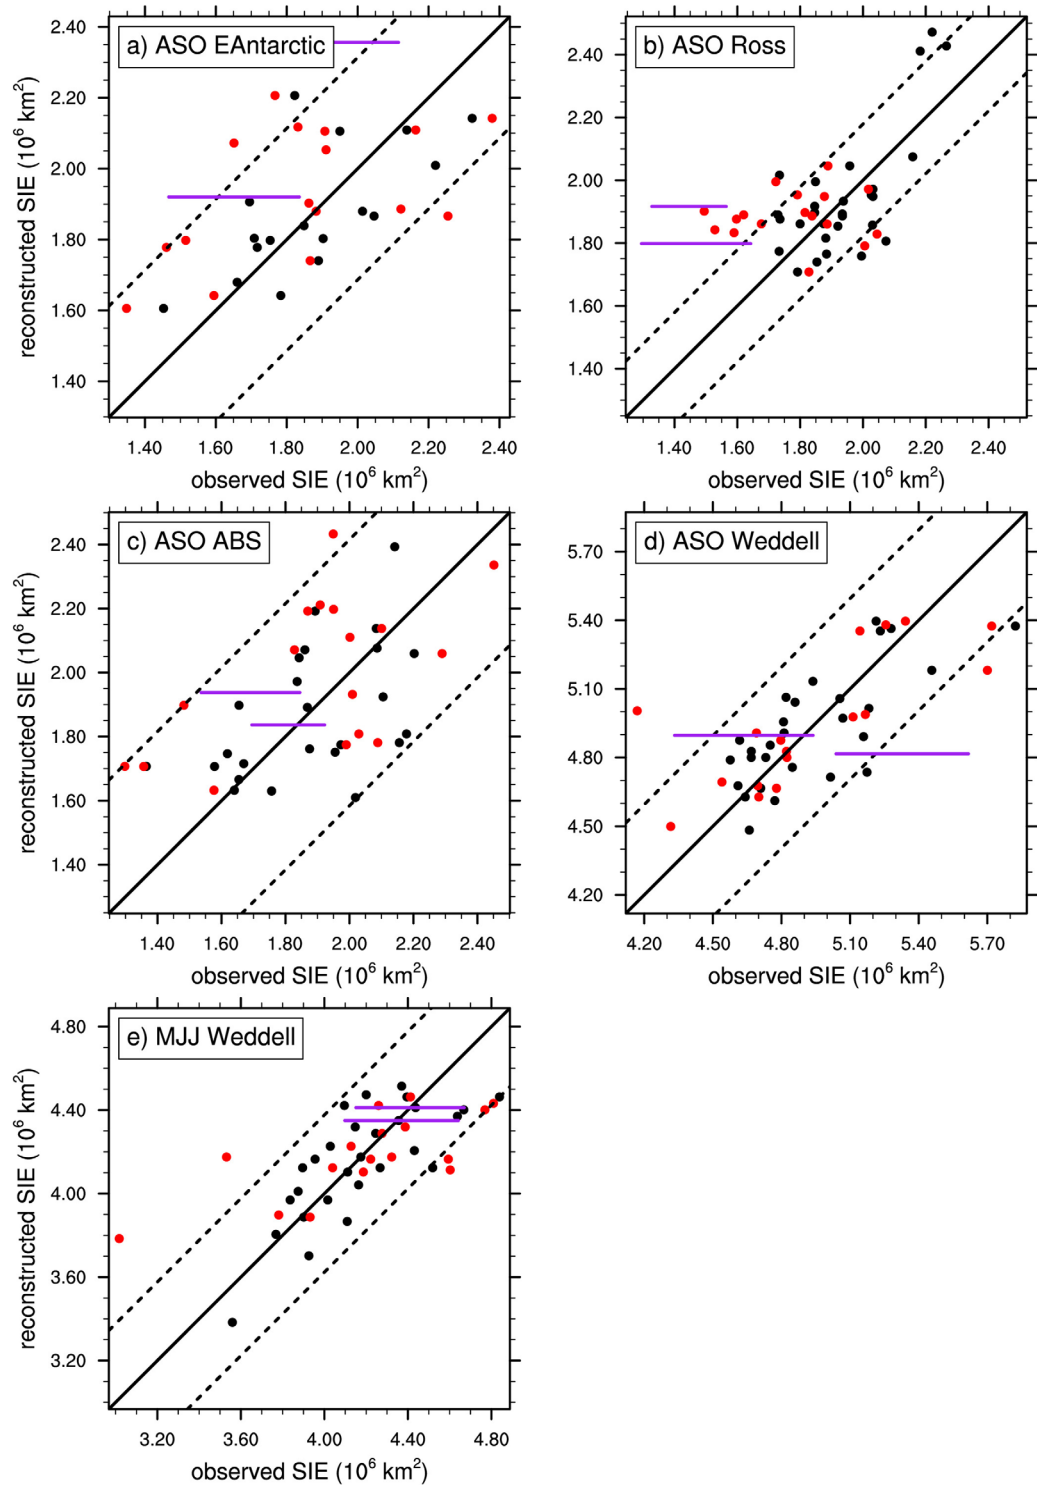 a) ASO EAntarctic
reconstructed SIE (10⁶ km²)
2.40
2.20
2.00
1.80
1.60
1.40
1.40 1.60 1.80 2.00 2.20 2.40
observed SIE (10⁶ km²)
b) ASO Ross
reconstructed SIE (10⁶ km²)
2.40
2.20
2.00
1.80
1.60
1.40
1.40 1.60 1.80 2.00 2.20 2.40
observed SIE (10⁶ km²)
c) ASO ABS
reconstructed SIE (10⁶ km²)
2.40
2.20
2.00
1.80
1.60
1.40
1.40 1.60 1.80 2.00 2.20 2.40
observed SIE (10⁶ km²)
d) ASO Weddell
reconstructed SIE (10⁶ km²)
5.70
5.40
5.10
4.80
4.50
4.20
4.20 4.50 4.80 5.10 5.40 5.70
observed SIE (10⁶ km²)
e) MJJ Weddell
reconstructed SIE (10⁶ km²)
4.80
4.40
4.00
3.60
3.20
3.20 3.60 4.00 4.40 4.80
observed SIE (10⁶ km²)